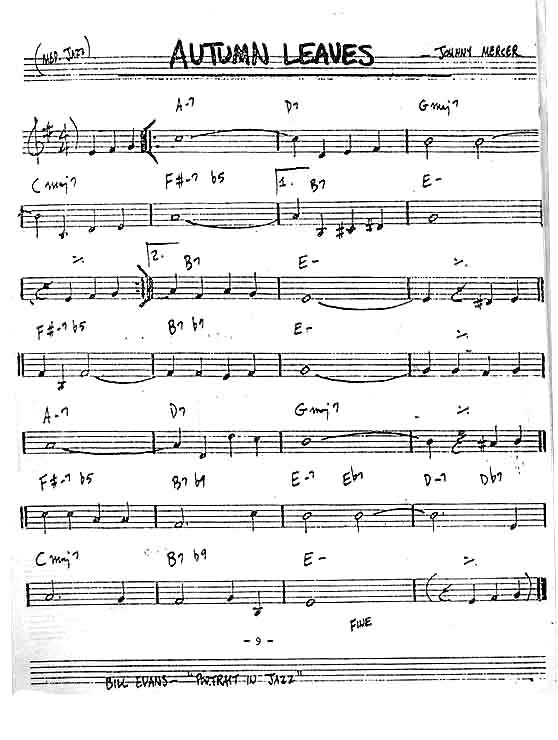 (MED. JAZZ) AUTUMN LEAVES – JOHNNY MERCER
A-7 D7 Gmaj7
4/4
Cmaj7 F#-7 b5 1. B7 E-
2. B7 E-
F#-7 b5 B7 b9 E-
A-7 D7 Gmaj7
F#-7 b5 B7 b9 E-7 Eb7 D-7 Db7
Cmaj7 B7 b9 E-
FINE
- 9 -
BILL EVANS – "PORTRAIT IN JAZZ"